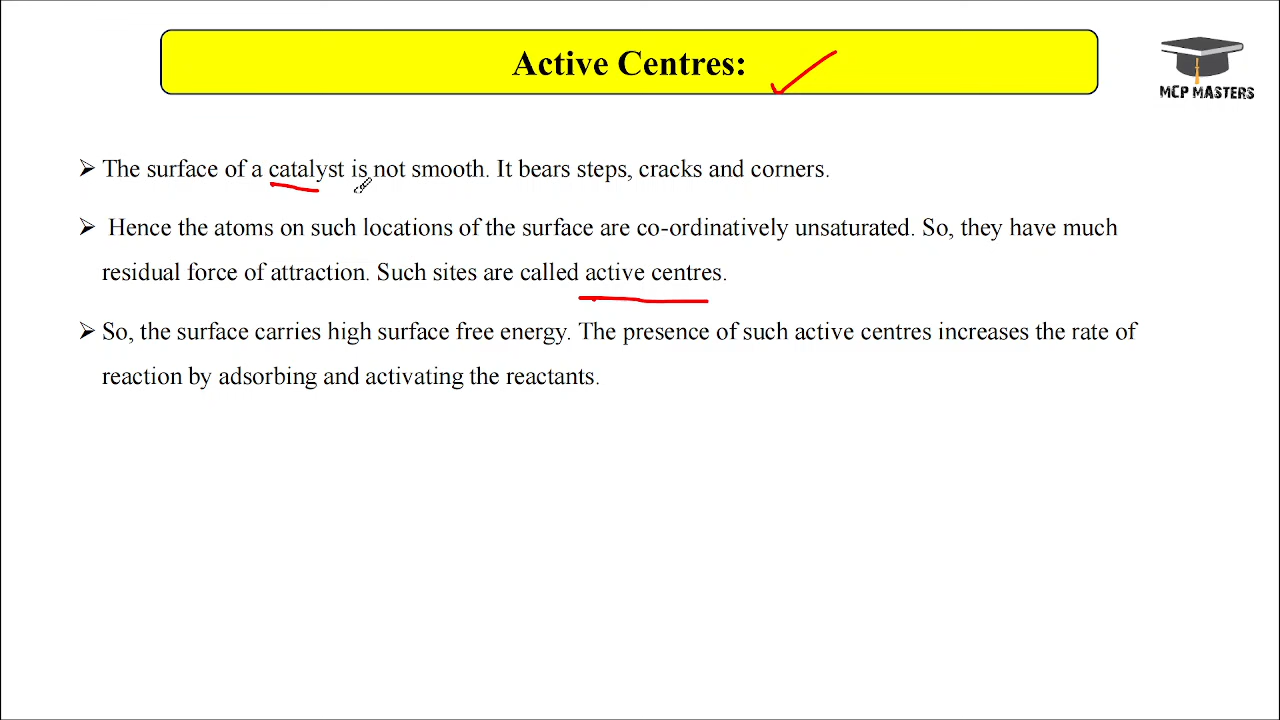 Active Centres:
MCP MASTERS
➢ The surface of a catalyst is not smooth. It bears steps, cracks and corners.
➢ Hence the atoms on such locations of the surface are co-ordinatively unsaturated. So, they have much
residual force of attraction. Such sites are called active centres.
➢ So, the surface carries high surface free energy. The presence of such active centres increases the rate of
reaction by adsorbing and activating the reactants.